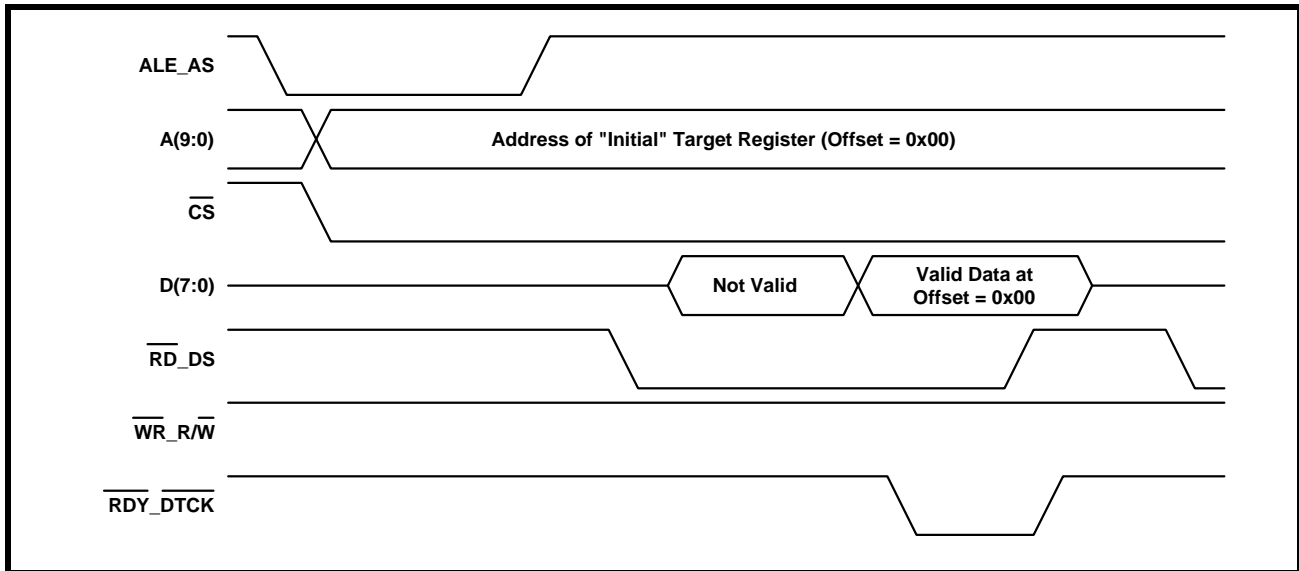 ALE_AS
A(9:0)
Address of "Initial" Target Register (Offset = 0x00)
CS
D(7:0)
Not Valid
Valid Data at
Offset = 0x00
RD_DS
WR_R/W
RDY_DTCK